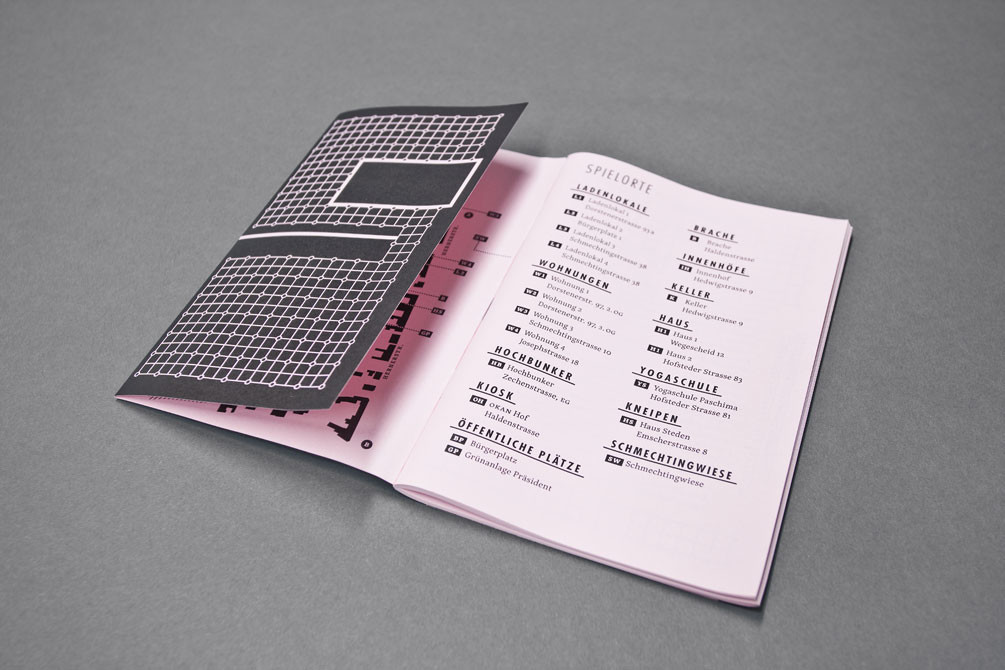 SPIELORTE
LADENLOKALE
L1 Ladenlokal 1
Dorstenerstrasse 93a
L2 Ladenlokal 2
Bürgerplatz 1
L3 Ladenlokal 3
Schmechtingstrasse 38
L4 Ladenlokal 4
Schmechtingstrasse 38
WOHNUNGEN
W1 Wohnung 1
Dorstenerstr. 97, 2. OG
W2 Wohnung 2
Dorstenerstr. 97, 2. OG
W3 Wohnung 3
Schmechtingstrasse 10
W4 Wohnung 4
Josephstrasse 18
HOCHBUNKER
HB Hochbunker
Zechenstrasse, EG
KIOSK
OH OKAN Hof
Haldenstrasse
ÖFFENTLICHE PLÄTZE
BP Bürgerplatz
GP Grünanlage Präsident
BRACHE
B Brache
Haldenstrasse
INNENHÖFE
IH Innenhof
Hedwigstrasse 9
KELLER
K Keller
Hedwigstrasse 9
HAUS
H1 Haus 1
Wegescheid 12
Haus 2
Hofsteder Strasse 83
YOGASCHULE
YS Yogaschule Paschima
Hofsteder Strasse 81
KNEIPEN
HS Haus Steden
Emscherstrasse 8
SCHMECHTINGWIESE
SW Schmechtingwiese
B